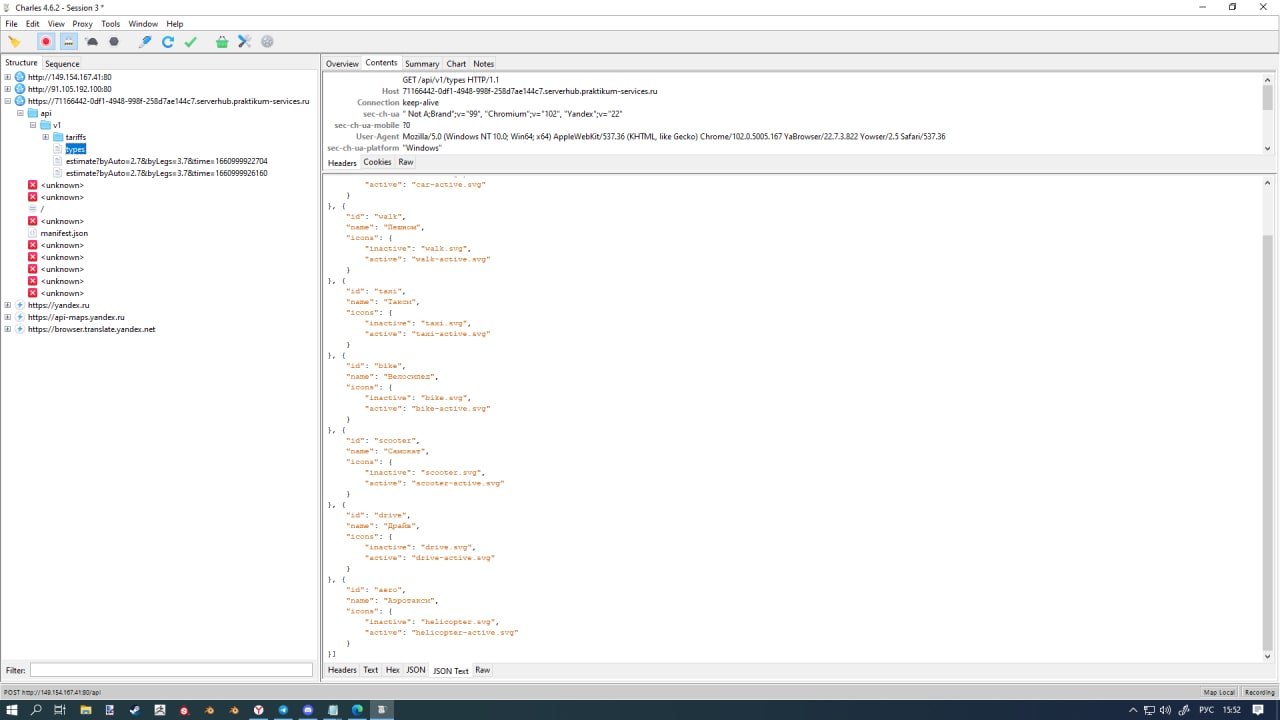 Charles 4.6.2 - Session 3 *
File Edit View Proxy Tools Window Help
Structure Sequence
http://149.154.167.41:80
http://91.105.192.100:80
https://71166442-0df1-4948-998f-258d7ae144c7.serverhub.praktikum-services.ru
api
v1
tariffs
types
estimate?byAuto=2.7&byLegs=3.7&time=1660999922704
estimate?byAuto=2.7&byLegs=3.7&time=1660999926160
<unknown>
<unknown>
/
<unknown>
manifest.json
<unknown>
<unknown>
<unknown>
<unknown>
<unknown>
https://yandex.ru
https://api-maps.yandex.ru
https://browser.translate.yandex.net
Filter:
Overview Contents Summary Chart Notes
GET /api/v1/types HTTP/1.1
Host 71166442-0df1-4948-998f-258d7ae144c7.serverhub.praktikum-services.ru
Connection keep-alive
sec-ch-ua " Not A;Brand";v="99", "Chromium";v="102", "Yandex";v="22"
sec-ch-ua-mobile ?0
User-Agent Mozilla/5.0 (Windows NT 10.0; Win64; x64) AppleWebKit/537.36 (KHTML, like Gecko) Chrome/102.0.5005.167 YaBrowser/22.7.3.822 Yowser/2.5 Safari/537.36
sec-ch-ua-platform "Windows"
Headers Cookies Raw
"active": "car-active.svg"
}
}, {
"id": "walk",
"name": "Пешком",
"icons": {
"inactive": "walk.svg",
"active": "walk-active.svg"
}
}, {
"id": "taxi",
"name": "Такси",
"icons": {
"inactive": "taxi.svg",
"active": "taxi-active.svg"
}
}, {
"id": "bike",
"name": "Велосипед",
"icons": {
"inactive": "bike.svg",
"active": "bike-active.svg"
}
}, {
"id": "scooter",
"name": "Самокат",
"icons": {
"inactive": "scooter.svg",
"active": "scooter-active.svg"
}
}, {
"id": "drive",
"name": "Драйв",
"icons": {
"inactive": "drive.svg",
"active": "drive-active.svg"
}
}, {
"id": "aero",
"name": "Аэротакси",
"icons": {
"inactive": "helicopter.svg",
"active": "helicopter-active.svg"
}
}]
Headers Text Hex JSON JSON Text Raw
POST http://149.154.167.41:80/api
Map Local Recording
РУС 15:52